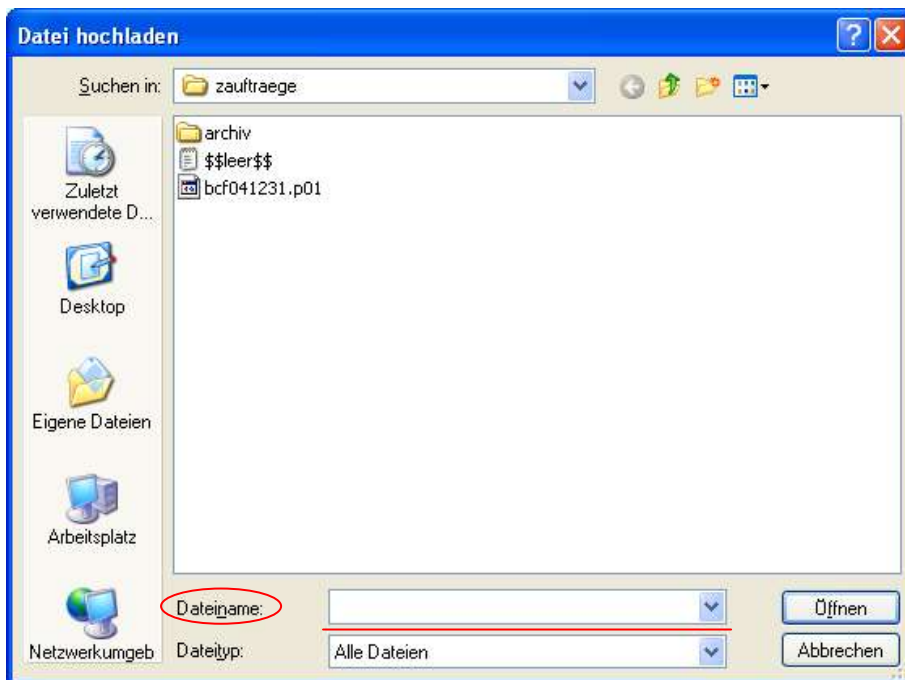 Datei hochladen
Suchen in:
zauftraege
archiv
$$leer$$
bcf041231.p01
Zuletzt
verwendete D...
Desktop
Eigene Dateien
Arbeitsplatz
Netzwerkumgeb
Dateiname:
Öffnen
Dateityp:
Alle Dateien
Abbrechen